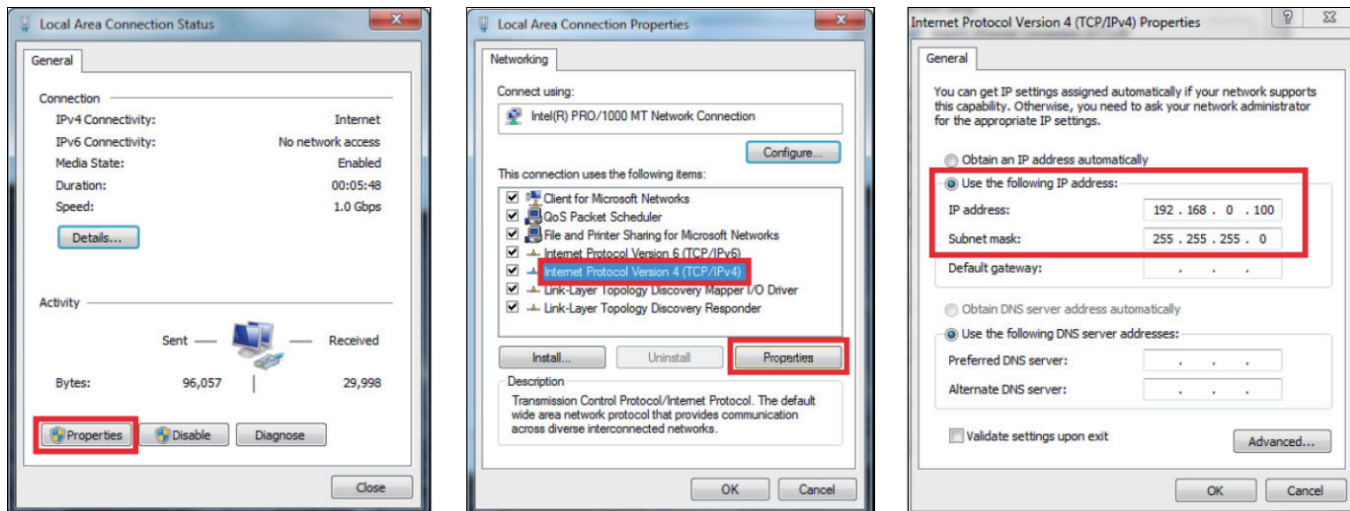 Local Area Connection Status
General
Connection
IPv4 Connectivity: Internet
IPv6 Connectivity: No network access
Media State: Enabled
Duration: 00:05:48
Speed: 1.0 Gbps
Details...
Activity
Sent Received
Bytes: 96,057 29,998
Properties Disable Diagnose
Close
Local Area Connection Properties
Networking
Connect using:
Intel(R) PRO/1000 MT Network Connection
Configure...
This connection uses the following items:
Client for Microsoft Networks
QoS Packet Scheduler
File and Printer Sharing for Microsoft Networks
Internet Protocol Version 6 (TCP/IPv6)
Internet Protocol Version 4 (TCP/IPv4)
Link-Layer Topology Discovery Mapper I/O Driver
Link-Layer Topology Discovery Responder
Install... Uninstall Properties
Description
Transmission Control Protocol/Internet Protocol. The default
wide area network protocol that provides communication
across diverse interconnected networks.
OK Cancel
Internet Protocol Version 4 (TCP/IPv4) Properties
General
You can get IP settings assigned automatically if your network supports
this capability. Otherwise, you need to ask your network administrator
for the appropriate IP settings.
Obtain an IP address automatically
Use the following IP address:
IP address: 192 . 168 . 0 . 100
Subnet mask: 255 . 255 . 255 . 0
Default gateway: . . .
Obtain DNS server address automatically
Use the following DNS server addresses:
Preferred DNS server: . . .
Alternate DNS server: . . .
Validate settings upon exit
Advanced...
OK Cancel